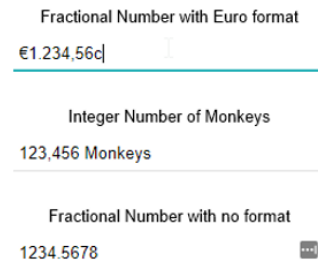 Fractional Number with Euro format
€1.234,56c
Integer Number of Monkeys
123,456 Monkeys
Fractional Number with no format
1234.5678